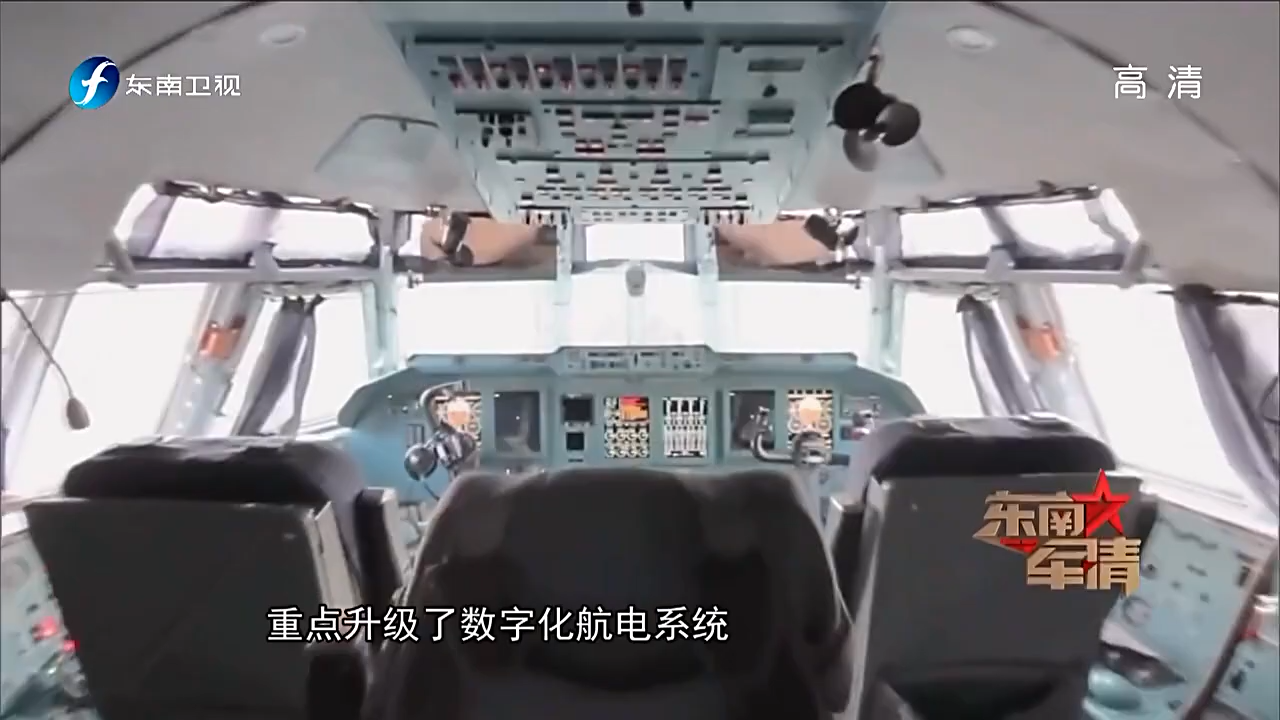 东南卫视
高清
东南
军情
重点升级了数字化航电系统